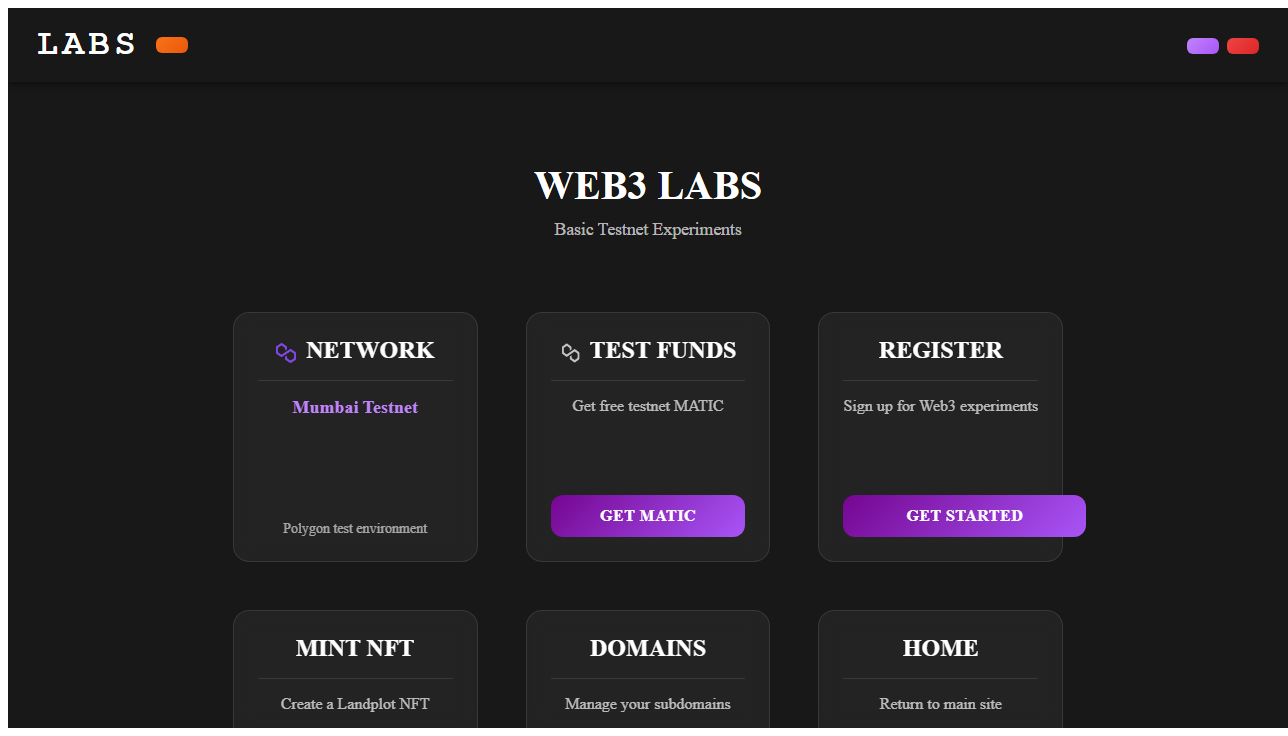 LABS
WEB3 LABS
Basic Testnet Experiments
NETWORK
Mumbai Testnet
Polygon test environment
TEST FUNDS
Get free testnet MATIC
GET MATIC
REGISTER
Sign up for Web3 experiments
GET STARTED
MINT NFT
Create a Landplot NFT
DOMAINS
Manage your subdomains
HOME
Return to main site